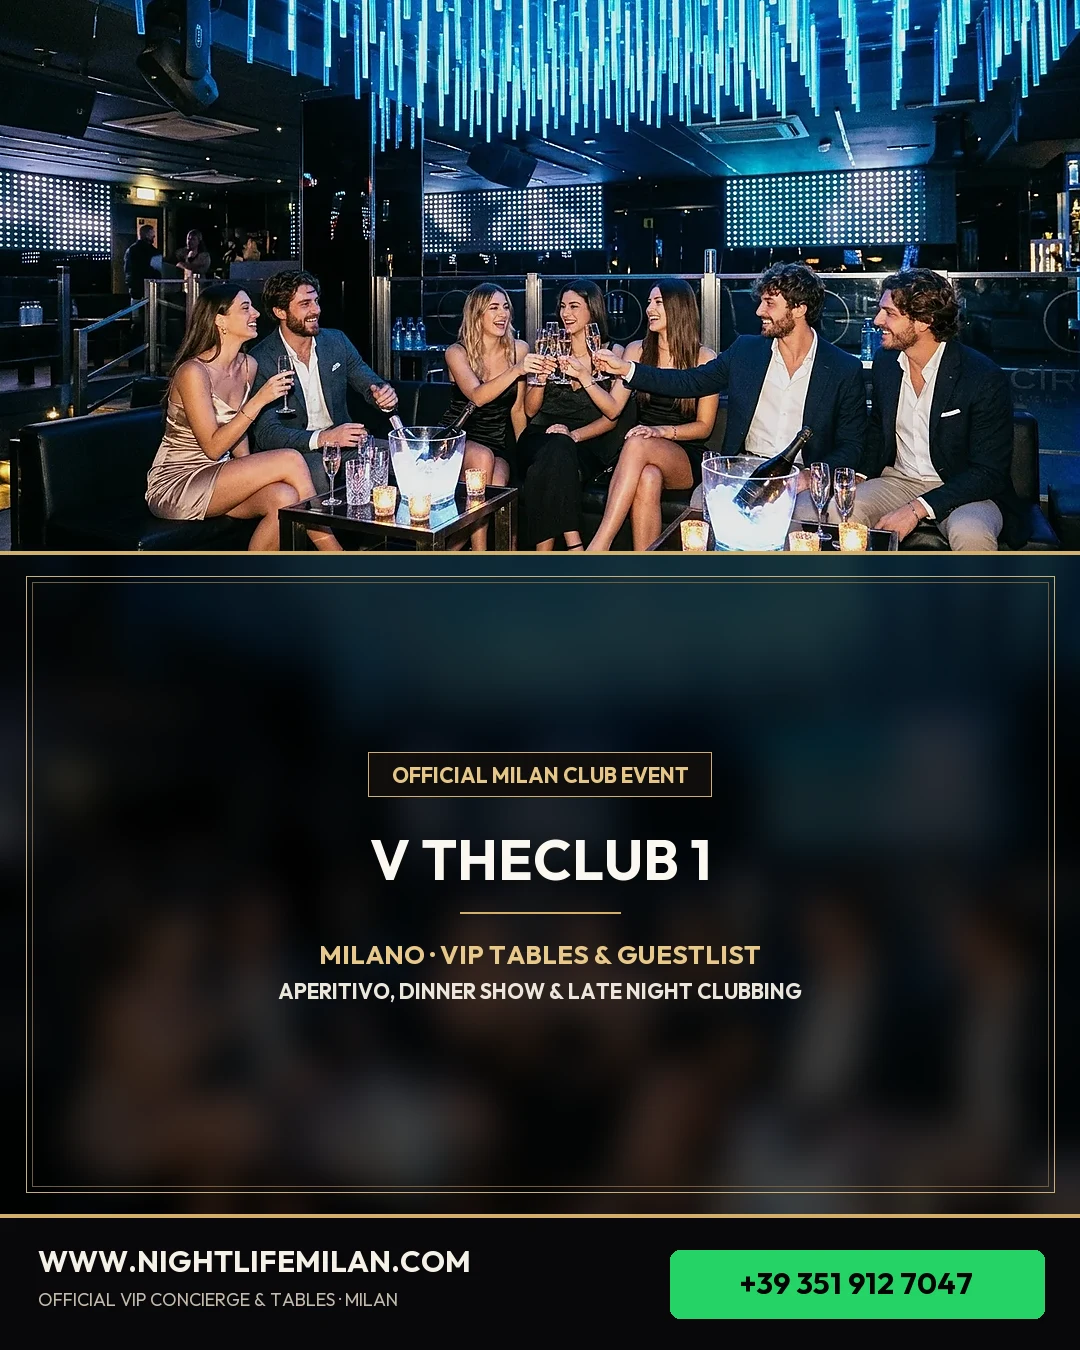 CIR
OFFICIAL MILAN CLUB EVENT
V THECLUB 1
MILANO · VIP TABLES & GUESTLIST
APERITIVO, DINNER SHOW & LATE NIGHT CLUBBING
WWW.NIGHTLIFEMILAN.COM
+39 351 912 7047
OFFICIAL VIP CONCIERGE & TABLES · MILAN